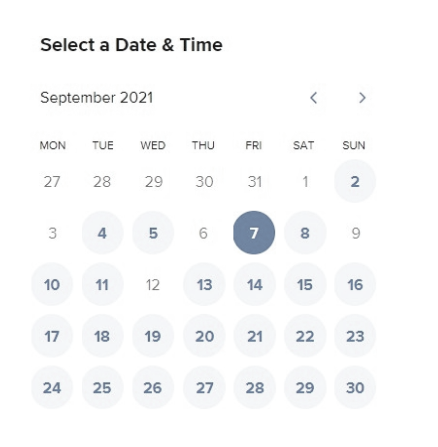 Select a Date & Time
September 2021
MON TUE WED THU FRI SAT SUN
27 28 29 30 31 1 2
3 4 5 6 7 8 9
10 11 12 13 14 15 16
17 18 19 20 21 22 23
24 25 26 27 28 29 30